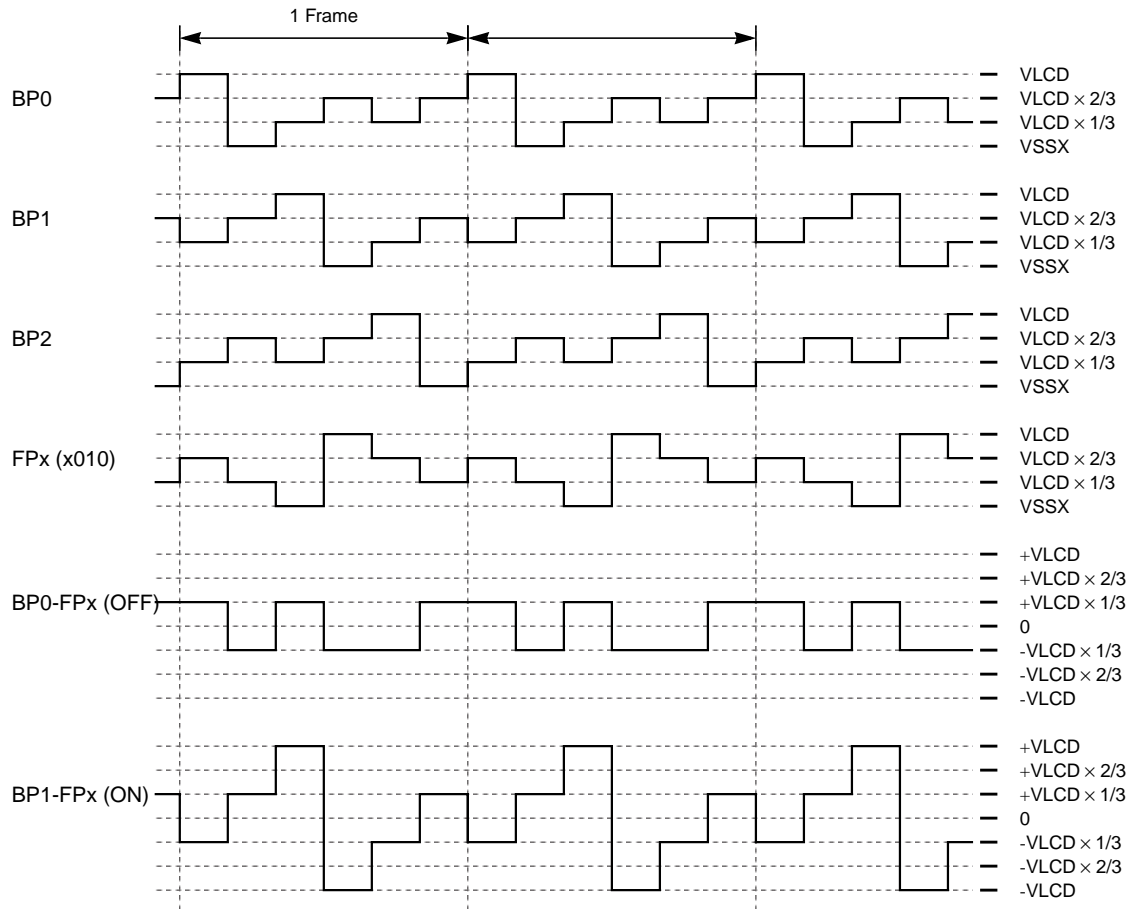 1 Frame
BP0
VLCD
VLCD × 2/3
VLCD × 1/3
VSSX
BP1
VLCD
VLCD × 2/3
VLCD × 1/3
VSSX
BP2
VLCD
VLCD × 2/3
VLCD × 1/3
VSSX
FPx (x010)
VLCD
VLCD × 2/3
VLCD × 1/3
VSSX
BP0-FPx (OFF)
+VLCD
+VLCD × 2/3
+VLCD × 1/3
0
-VLCD × 1/3
-VLCD × 2/3
-VLCD
BP1-FPx (ON)
+VLCD
+VLCD × 2/3
+VLCD × 1/3
0
-VLCD × 1/3
-VLCD × 2/3
-VLCD